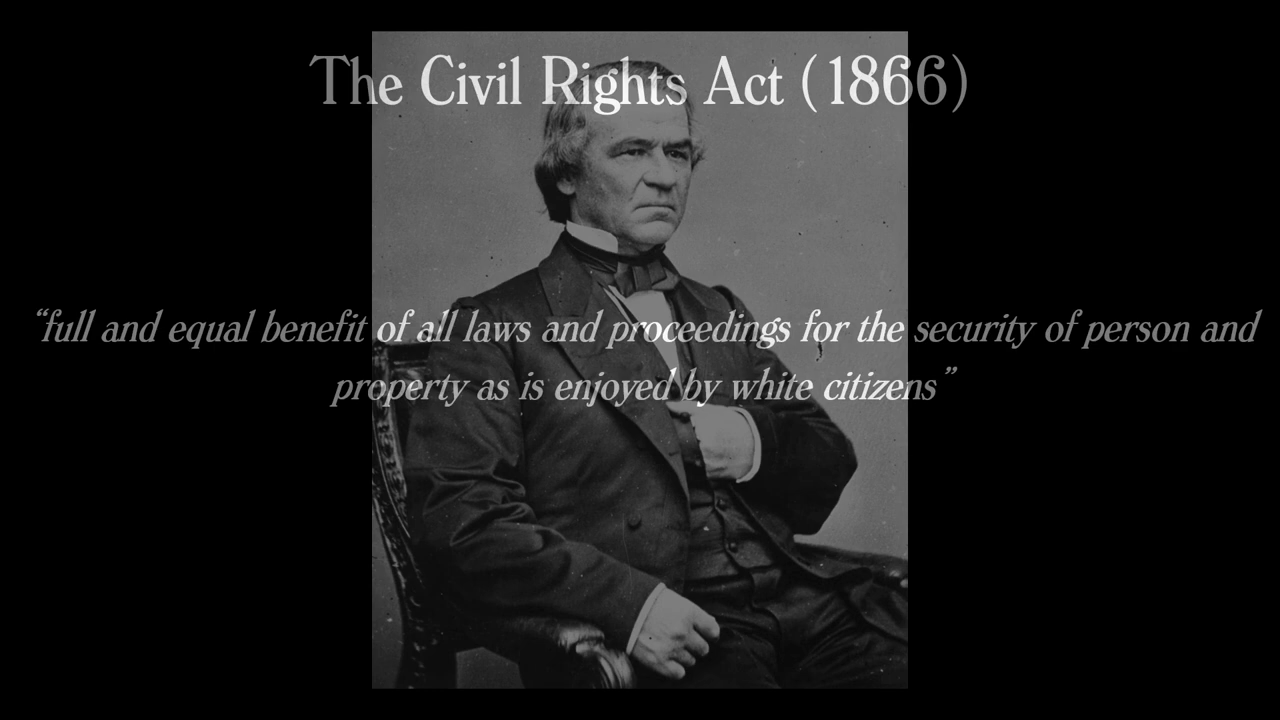 The Civil Rights Act (1866)
“full and equal benefit of all laws and proceedings for the security of person and
property as is enjoyed by white citizens”